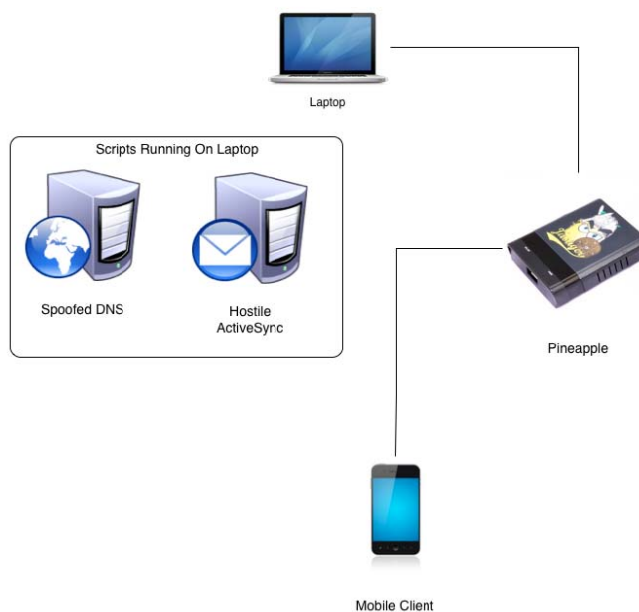 Laptop
Scripts Running On Laptop
Spoofed DNS
Hostile
ActiveSync
Pineapple
Mobile Client